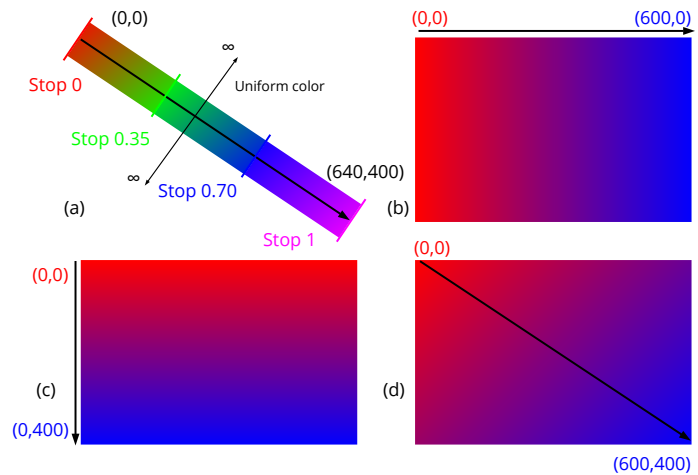 (0,0)
∞
Uniform color
Stop 0
Stop 0.35
∞
Stop 0.70
(640,400)
(a)
Stop 1
(0,0)
(600,0)
(b)
(0,0)
(c)
(0,400)
(0,0)
(d)
(600,400)